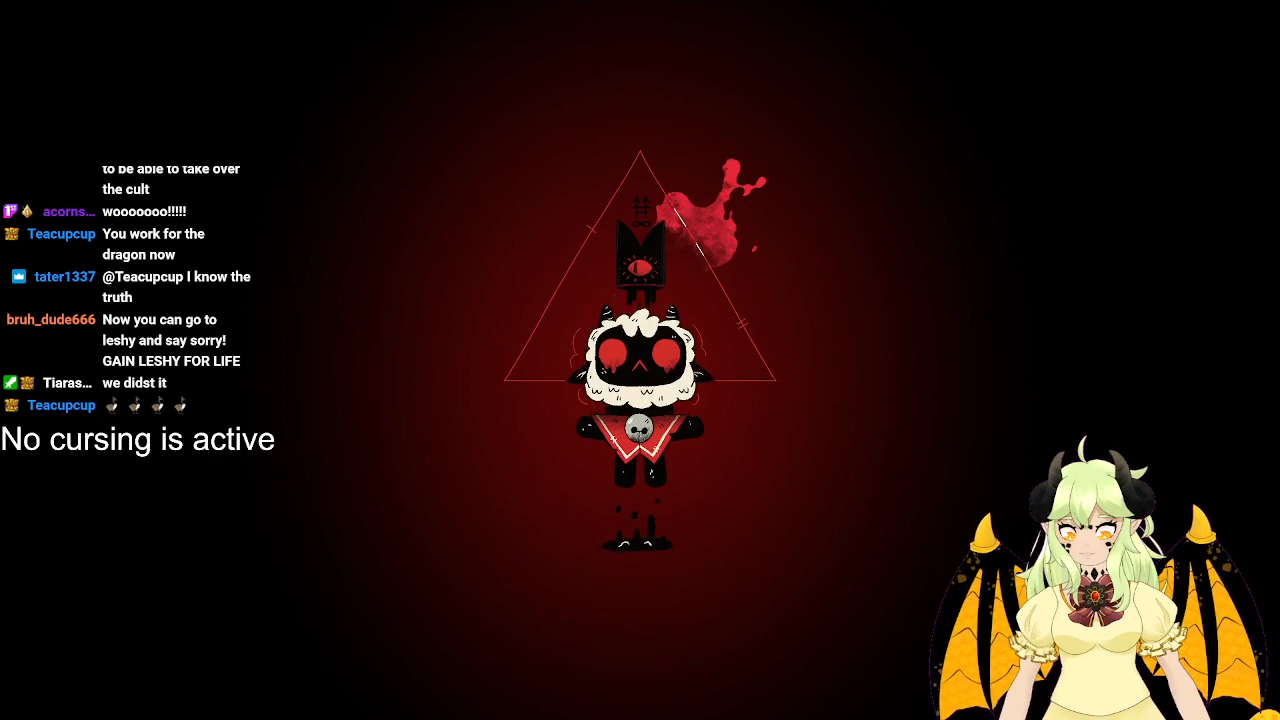 to be able to take over
the cult
acorns... wooooooo!!!!!
Teacupcup You work for the
dragon now
tater1337 @Teacupcup I know the
truth
bruh_dude666 Now you can go to
leshy and say sorry!
GAIN LESHY FOR LIFE
Tiaras... we didst it
Teacupcup
No cursing is active